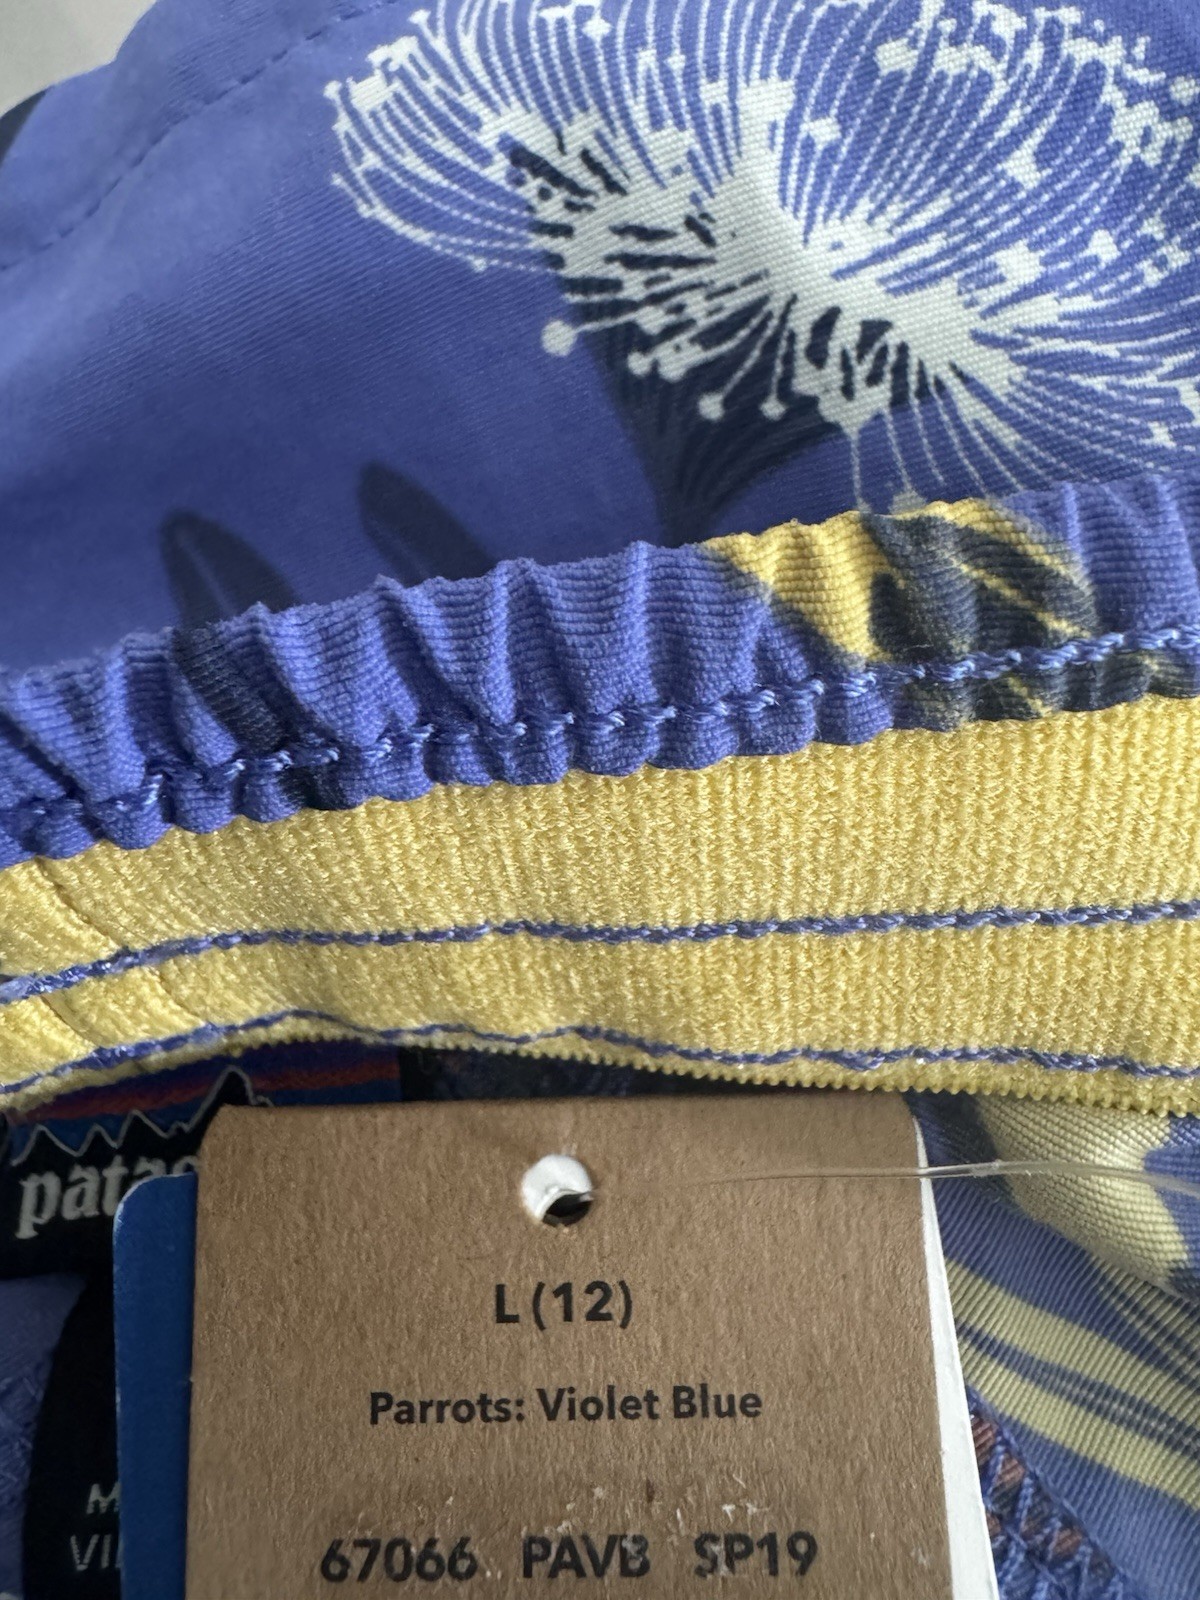 L (12)
Parrots: Violet Blue
67066 PAVB SP19